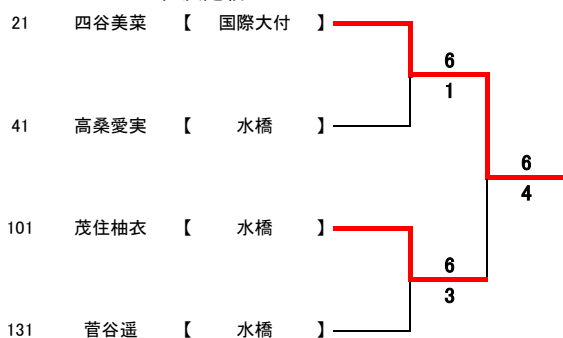 21 四谷美菜 【 国際大付 】
6
1
41 高桑愛実 【 水橋 】
6
4
101 茂住柚衣 【 水橋 】
6
3
131 菅谷遥 【 水橋 】